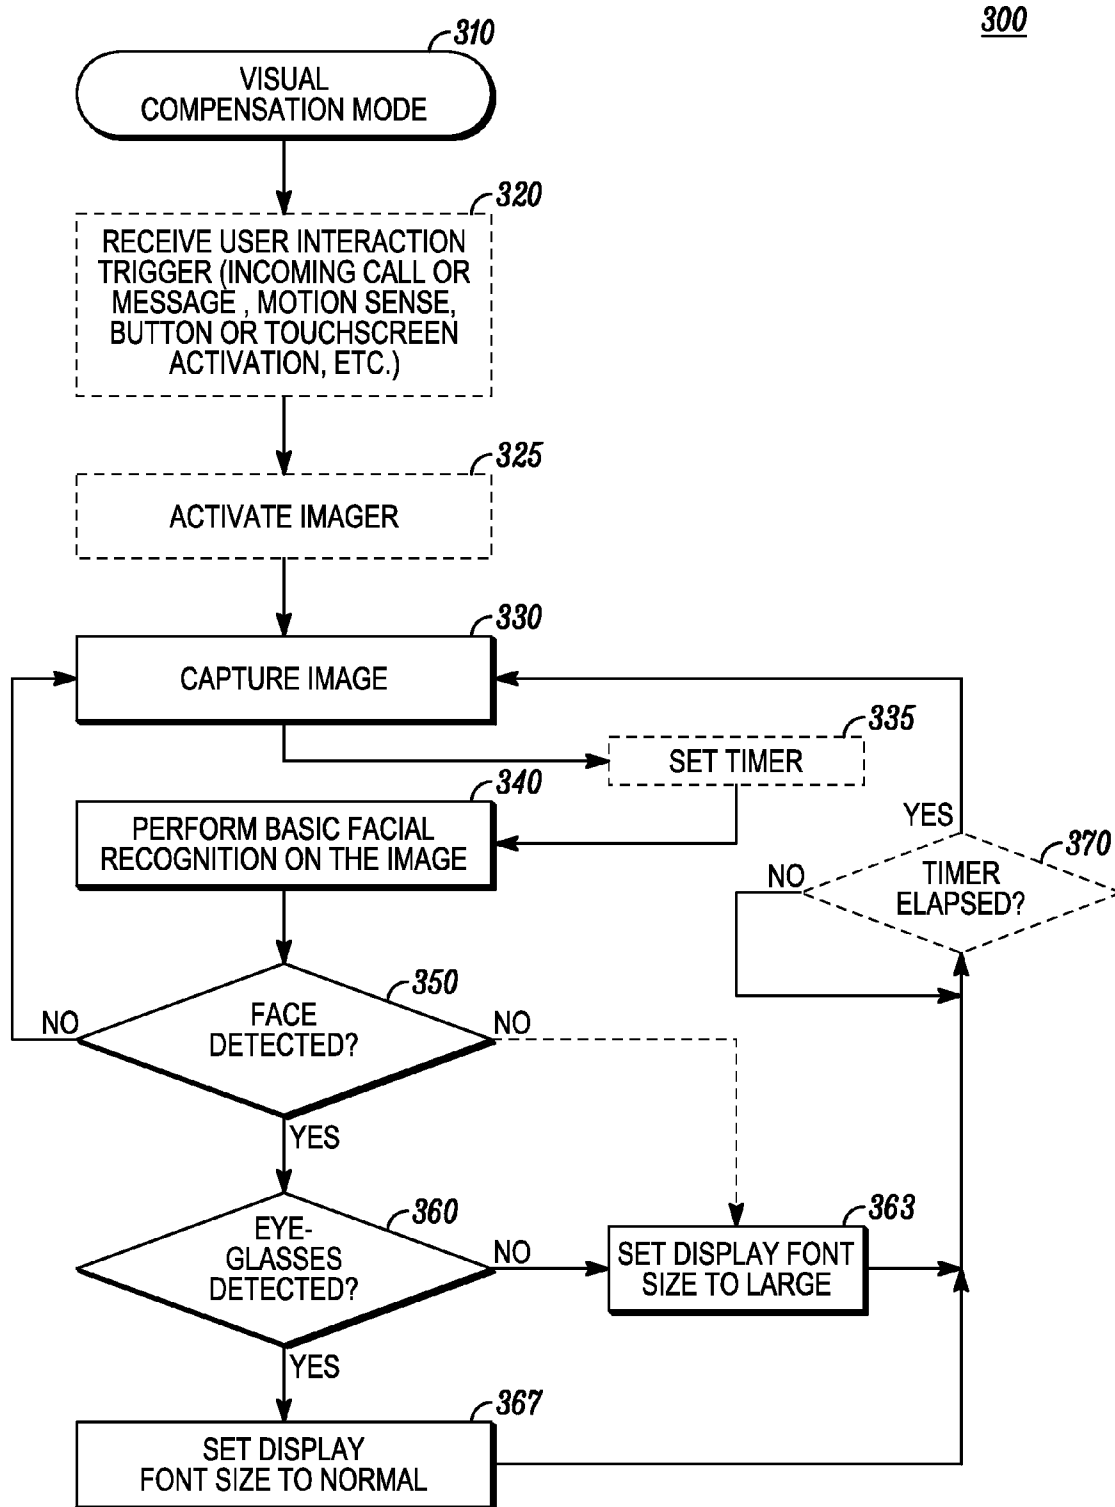 300
310
VISUAL
COMPENSATION MODE
320
RECEIVE USER INTERACTION
TRIGGER (INCOMING CALL OR
MESSAGE , MOTION SENSE,
BUTTON OR TOUCHSCREEN
ACTIVATION, ETC.)
325
ACTIVATE IMAGER
330
CAPTURE IMAGE
335
SET TIMER
340
PERFORM BASIC FACIAL
RECOGNITION ON THE IMAGE
YES
370
NO
TIMER
ELAPSED?
350
NO
FACE
DETECTED?
NO
YES
360
EYE-
GLASSES
DETECTED?
NO
363
SET DISPLAY FONT
SIZE TO LARGE
YES
367
SET DISPLAY
FONT SIZE TO NORMAL